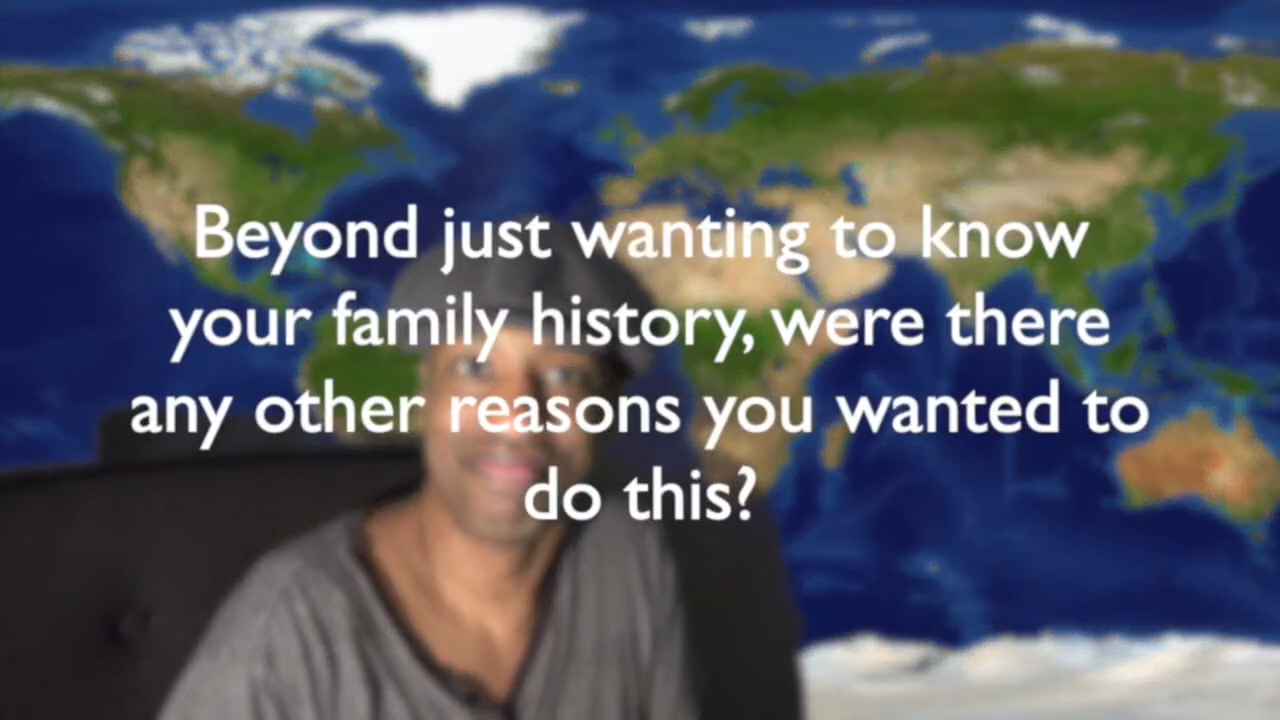 Beyond just wanting to know
your family history, were there
any other reasons you wanted to
do this?